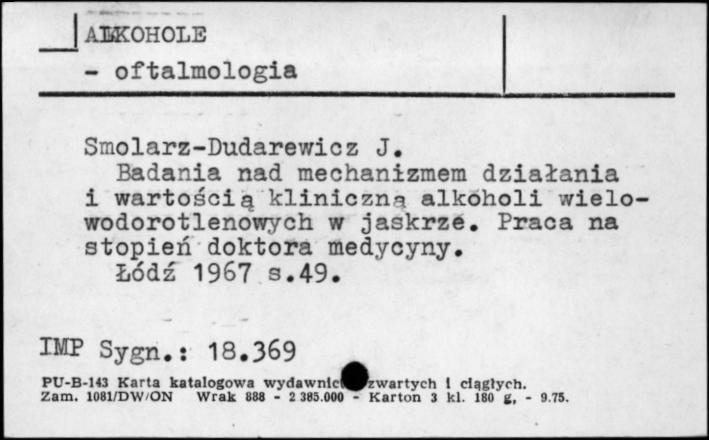 ALKOHOLE
- oftalmologia
Smolarz-Dudarewicz J.
Badania nad mechanizmem działania
i wartością kliniczną alkoholi wielo-
wodorotlenowych w jaskrze. Praca na
stopień doktora medycyny.
Łódź 1967 s.49.
IMP Sygn.: 18.369
PU-B-143 Karta katalogowa wydawnict zwartych i ciągłych.
Zam. 1081/DW/ON Wrak 888 - 2 385.000 - Karton 3 kl. 180 g, - 9.75.